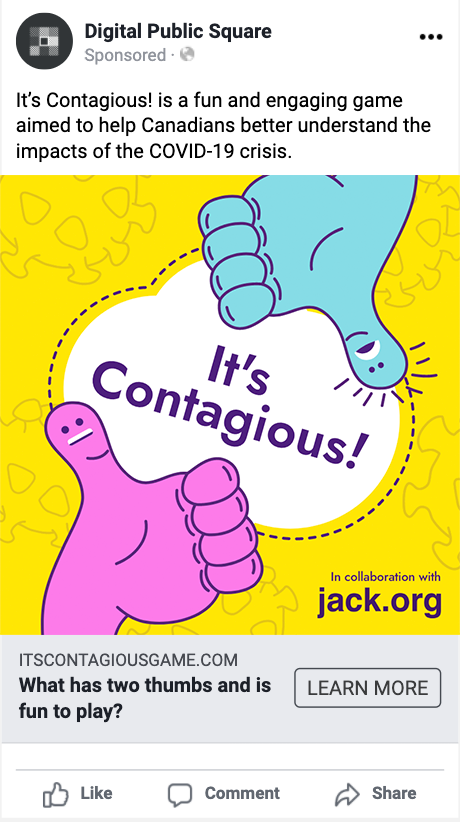 Digital Public Square
Sponsored ·
It's Contagious! is a fun and engaging game
aimed to help Canadians better understand the
impacts of the COVID-19 crisis.
It's
Contagious!
In collaboration with
jack.org
ITSCONTAGIOUSGAME.COM
What has two thumbs and is
fun to play?
LEARN MORE
Like
Comment
Share